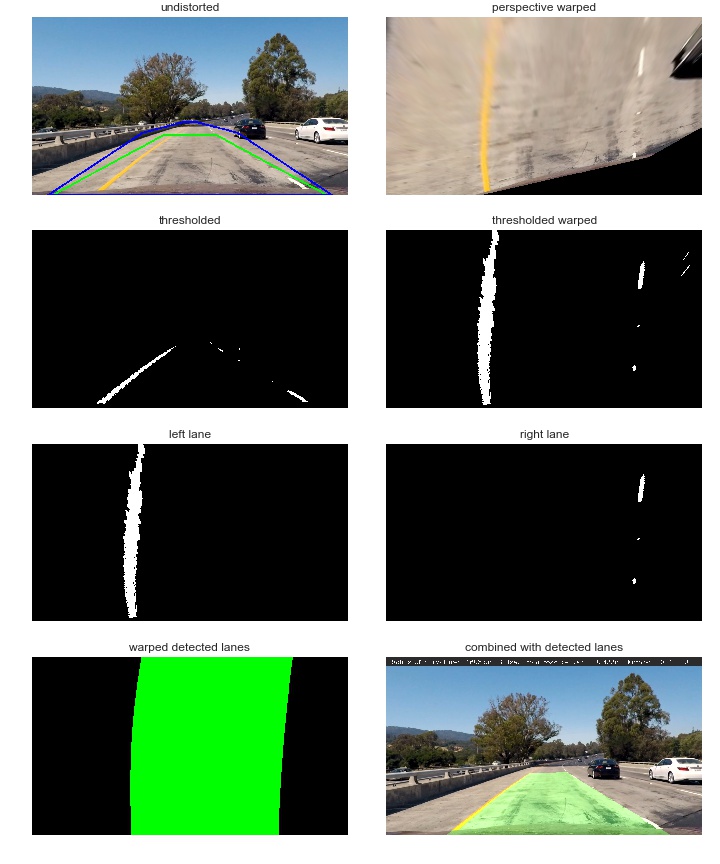 undistorted
perspective warped
thresholded
thresholded warped
left lane
right lane
warped detected lanes
combined with detected lanes